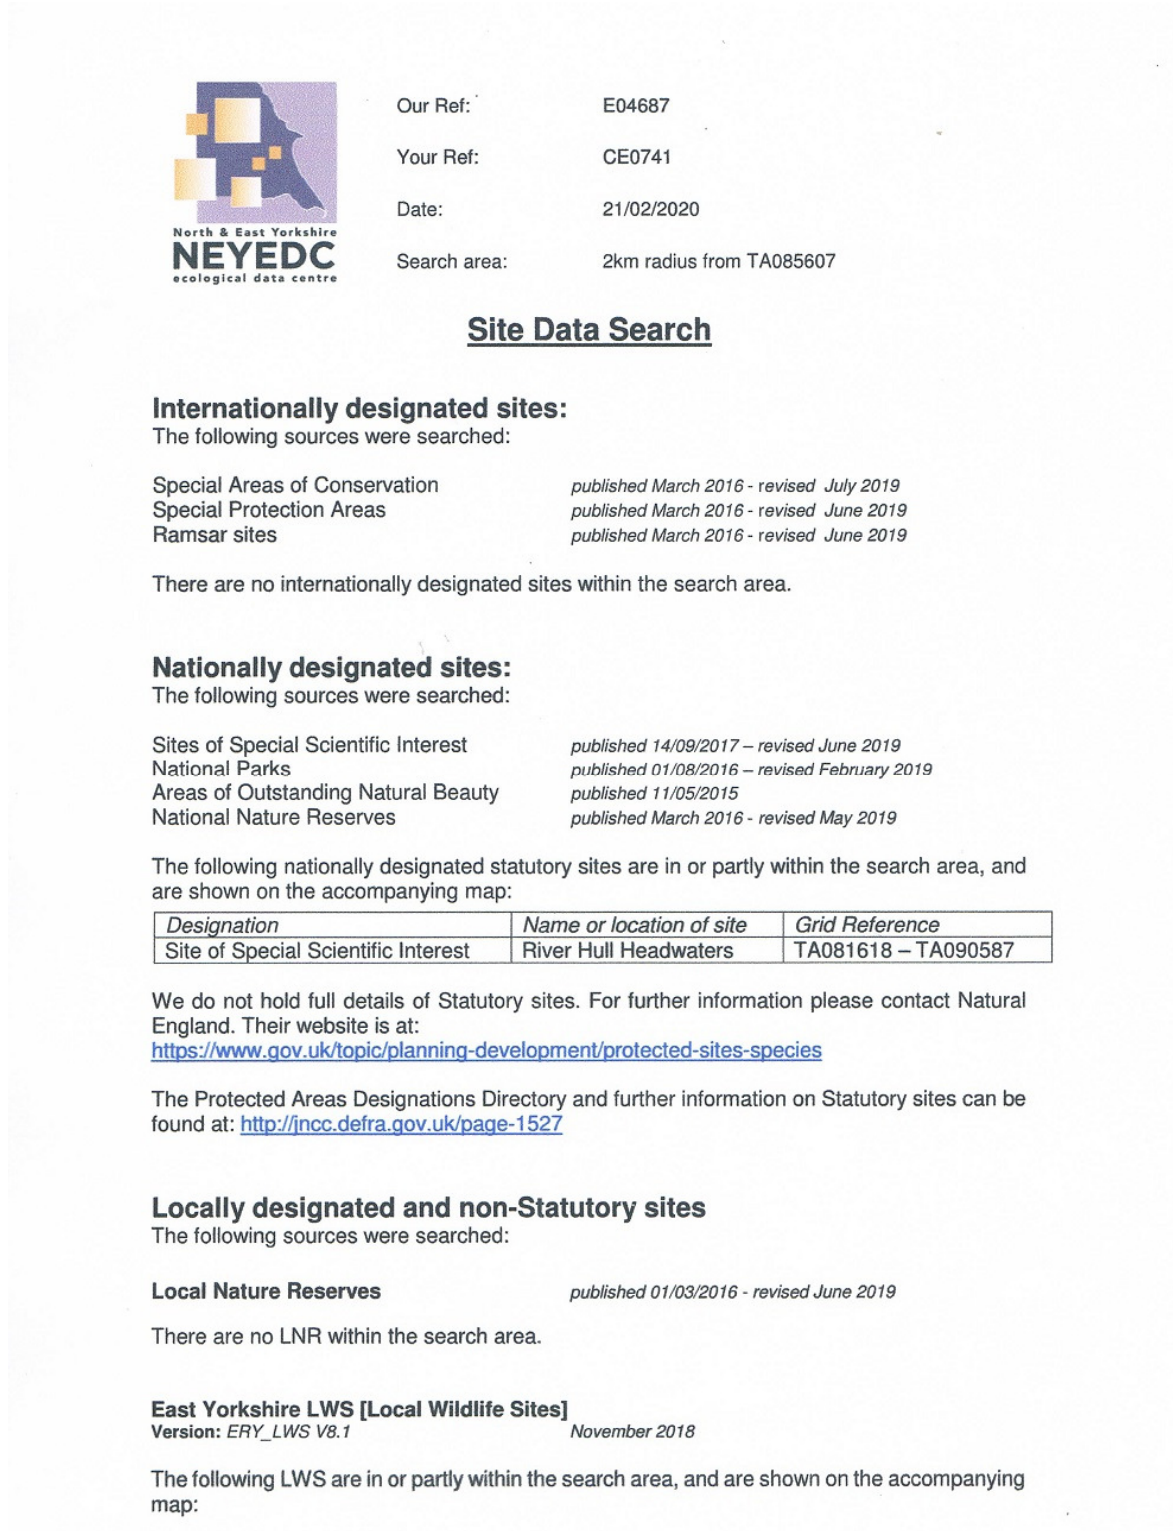 North & East Yorkshire
NEYEDC
ecological data centre
Our Ref: E04687
Your Ref: CE0741
Date: 21/02/2020
Search area: 2km radius from TA085607
Site Data Search
Internationally designated sites:
The following sources were searched:
Special Areas of Conservation published March 2016 - revised July 2019
Special Protection Areas published March 2016 - revised June 2019
Ramsar sites published March 2016 - revised June 2019
There are no internationally designated sites within the search area.
Nationally designated sites:
The following sources were searched:
Sites of Special Scientific Interest published 14/09/2017 – revised June 2019
National Parks published 01/08/2016 – revised February 2019
Areas of Outstanding Natural Beauty published 11/05/2015
National Nature Reserves published March 2016 - revised May 2019
The following nationally designated statutory sites are in or partly within the search area, and
are shown on the accompanying map:
Designation Name or location of site Grid Reference
Site of Special Scientific Interest River Hull Headwaters TA081618 – TA090587
We do not hold full details of Statutory sites. For further information please contact Natural
England. Their website is at:
https://www.gov.uk/topic/planning-development/protected-sites-species
The Protected Areas Designations Directory and further information on Statutory sites can be
found at: http://jncc.defra.gov.uk/page-1527
Locally designated and non-Statutory sites
The following sources were searched:
Local Nature Reserves published 01/03/2016 - revised June 2019
There are no LNR within the search area.
East Yorkshire LWS [Local Wildlife Sites]
Version: ERY_LWS V8.1 November 2018
The following LWS are in or partly within the search area, and are shown on the accompanying
map: